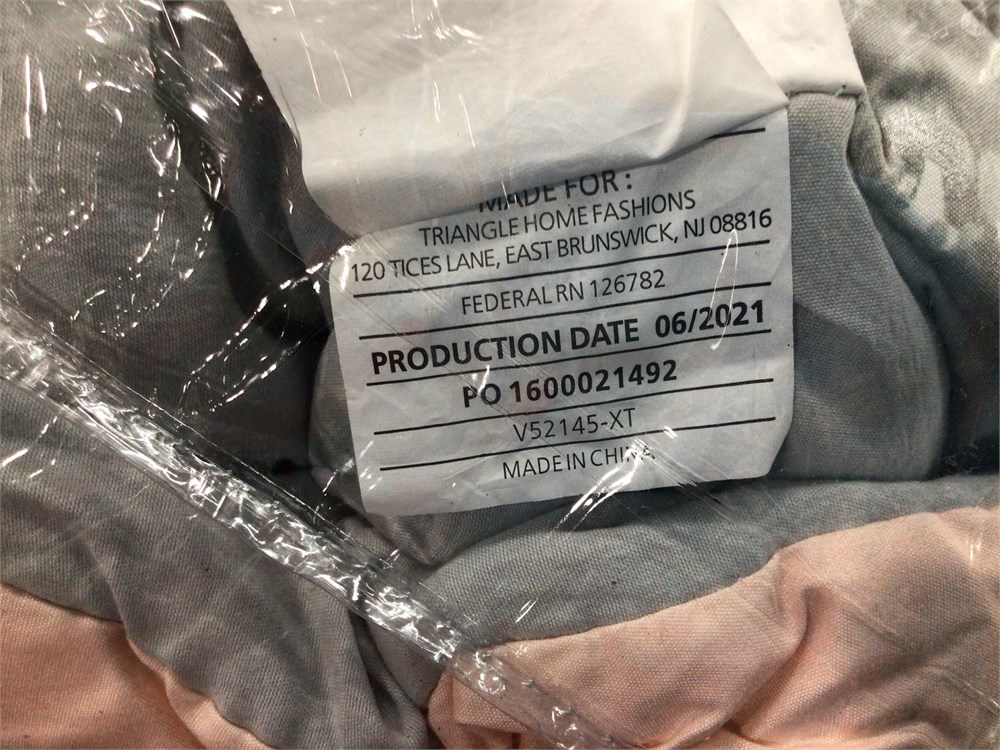 MADE FOR :
TRIANGLE HOME FASHIONS
120 TICES LANE, EAST BRUNSWICK, NJ 08816
FEDERAL RN 126782
PRODUCTION DATE 06/2021
PO 1600021492
V52145-XT
MADE IN CHINA